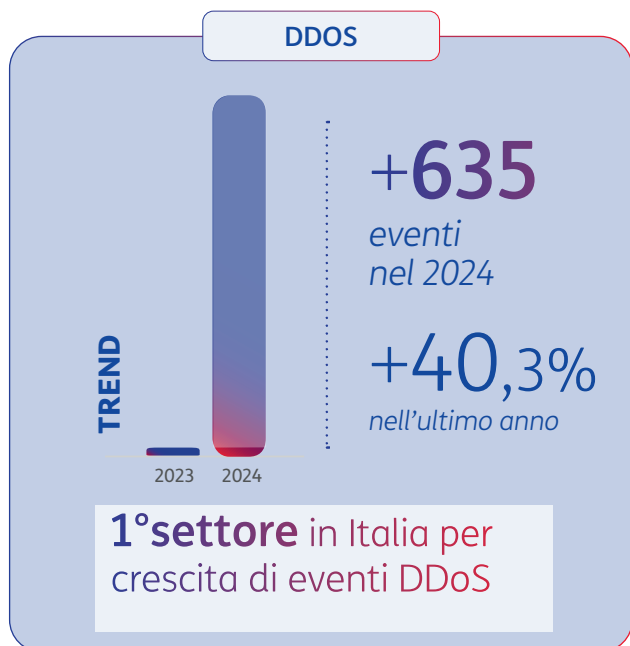 DDOS
+635
eventi
nel 2024
TREND
+40,3%
nell'ultimo anno
2023
2024
1°settore in Italia per
crescita di eventi DDoS